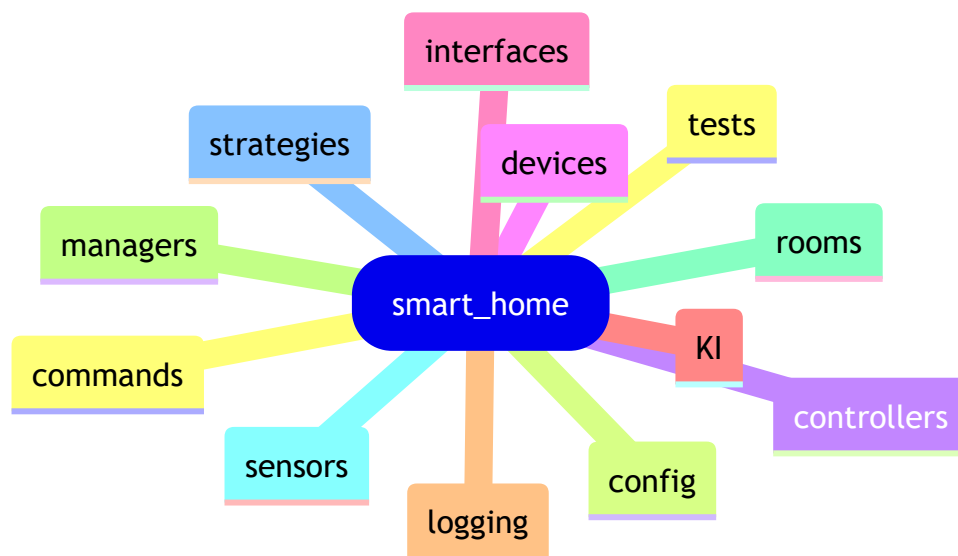 interfaces
tests
strategies
devices
managers
rooms
smart_home
KI
commands
controllers
sensors
config
logging